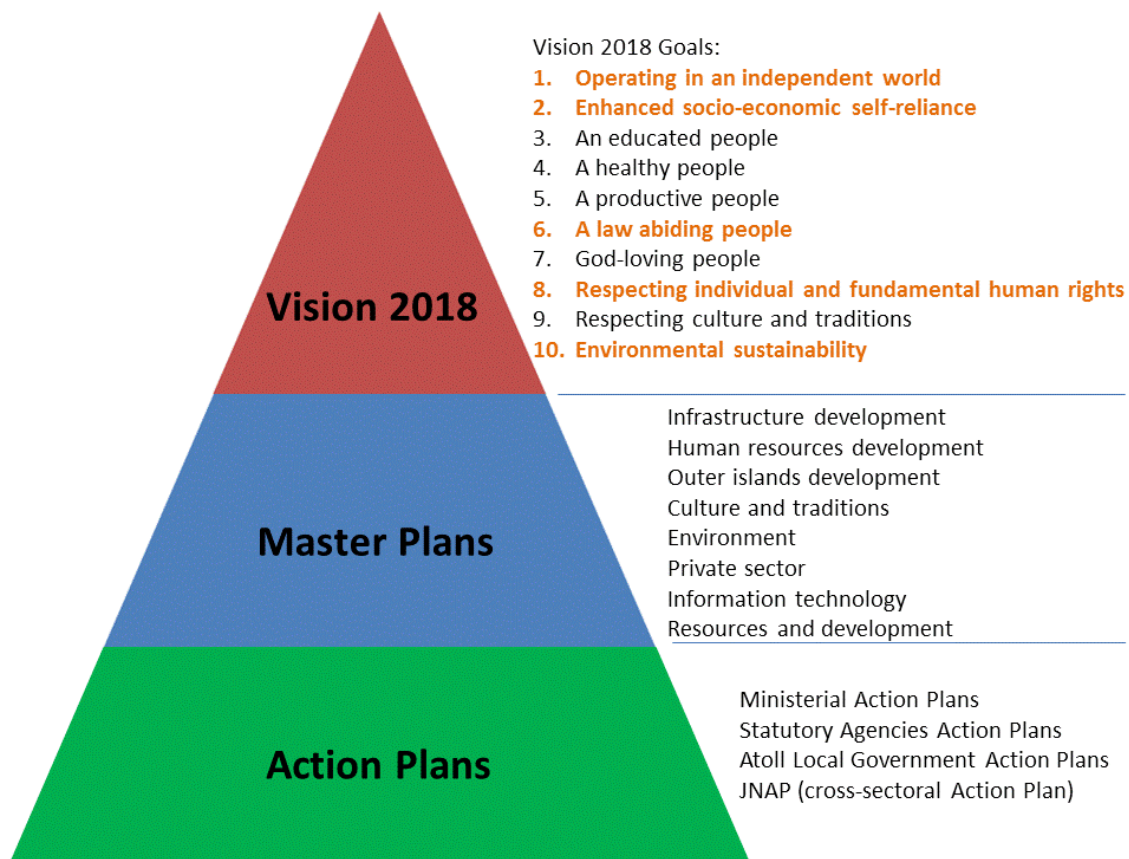 Vision 2018 Goals:
1. Operating in an independent world
2. Enhanced socio-economic self-reliance
3. An educated people
4. A healthy people
5. A productive people
6. A law abiding people
7. God-loving people
8. Respecting individual and fundamental human rights
9. Respecting culture and traditions
10. Environmental sustainability
Vision 2018
Infrastructure development
Human resources development
Outer islands development
Culture and traditions
Environment
Private sector
Information technology
Resources and development
Master Plans
Ministerial Action Plans
Statutory Agencies Action Plans
Atoll Local Government Action Plans
JNAP (cross-sectoral Action Plan)
Action Plans